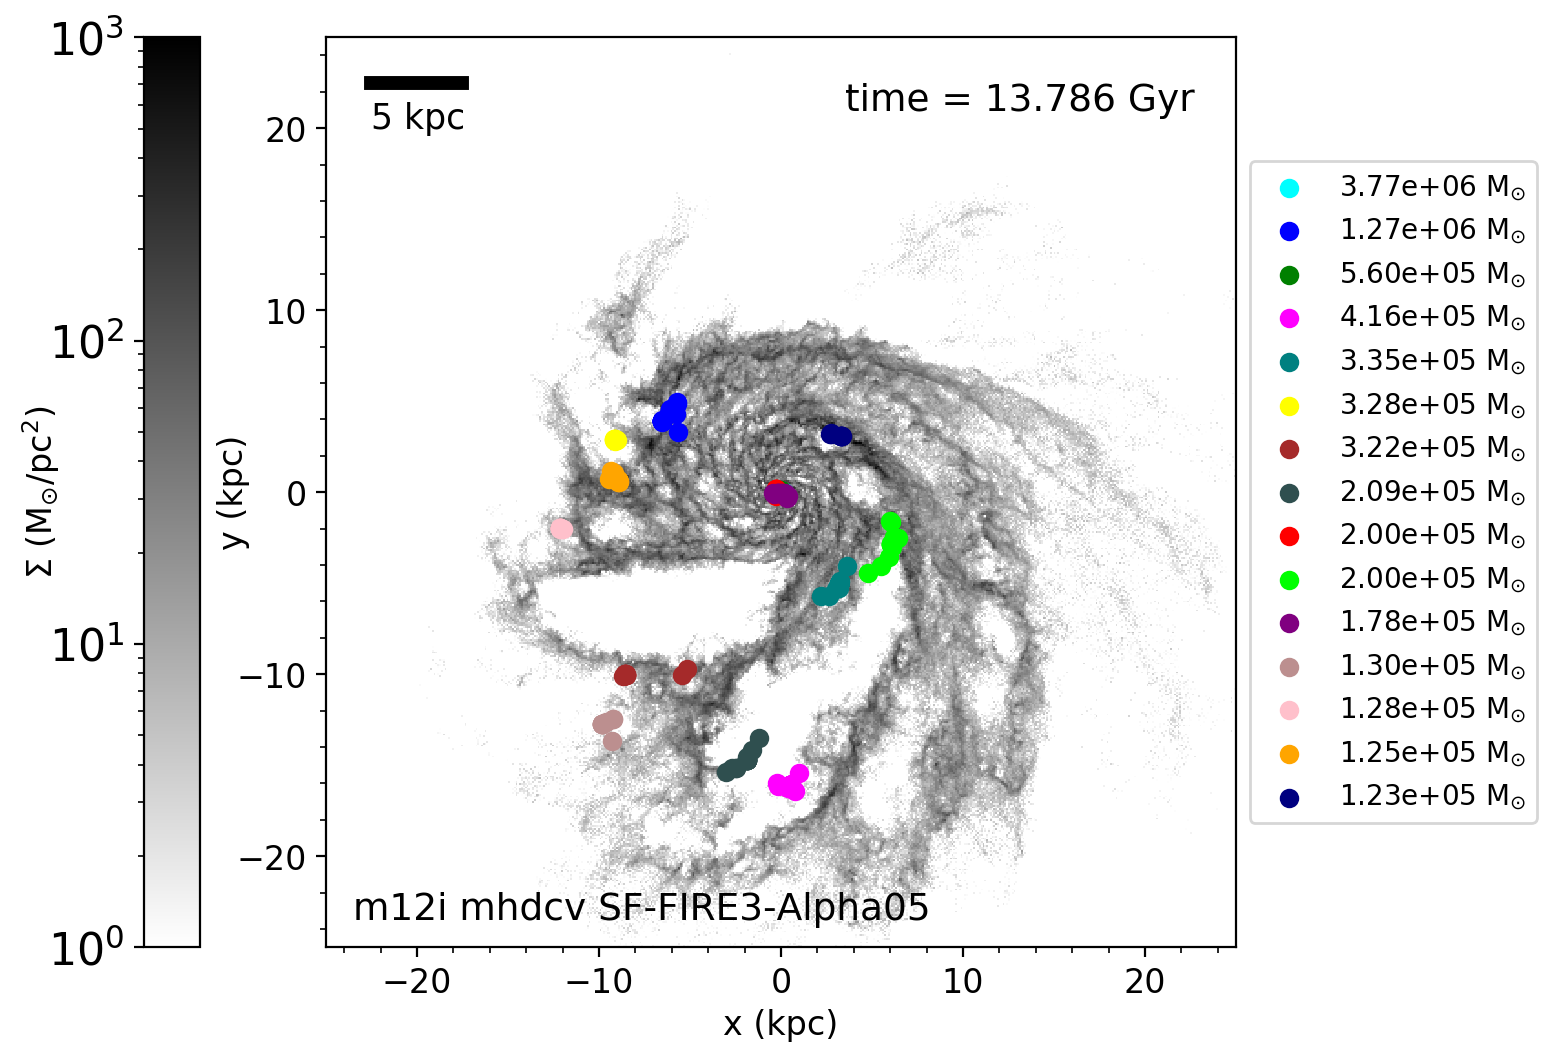 10³
10²
10¹
10⁰
Σ (M⊙/pc²)
5 kpc
time = 13.786 Gyr
20
10
0
−10
−20
y (kpc)
m12i mhdcv SF-FIRE3-Alpha05
−20
−10
0
10
20
x (kpc)
3.77e+06 M⊙
1.27e+06 M⊙
5.60e+05 M⊙
4.16e+05 M⊙
3.35e+05 M⊙
3.28e+05 M⊙
3.22e+05 M⊙
2.09e+05 M⊙
2.00e+05 M⊙
2.00e+05 M⊙
1.78e+05 M⊙
1.30e+05 M⊙
1.28e+05 M⊙
1.25e+05 M⊙
1.23e+05 M⊙